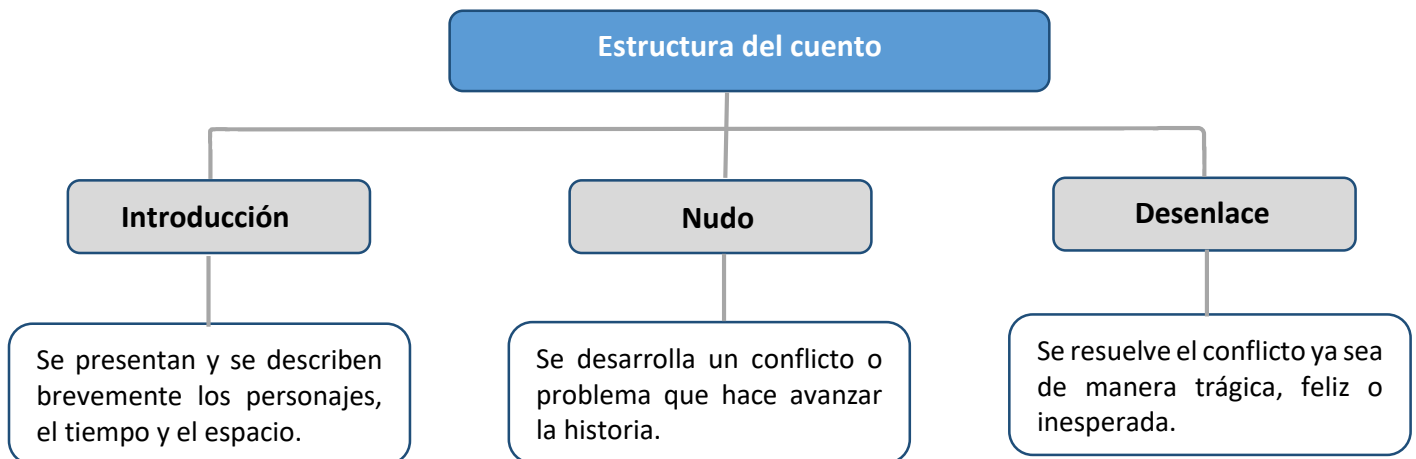 Estructura del cuento
Introducción
Nudo
Desenlace
Se presentan y se describen
brevemente los personajes,
el tiempo y el espacio.
Se desarrolla un conflicto o
problema que hace avanzar
la historia.
Se resuelve el conflicto ya sea
de manera trágica, feliz o
inesperada.